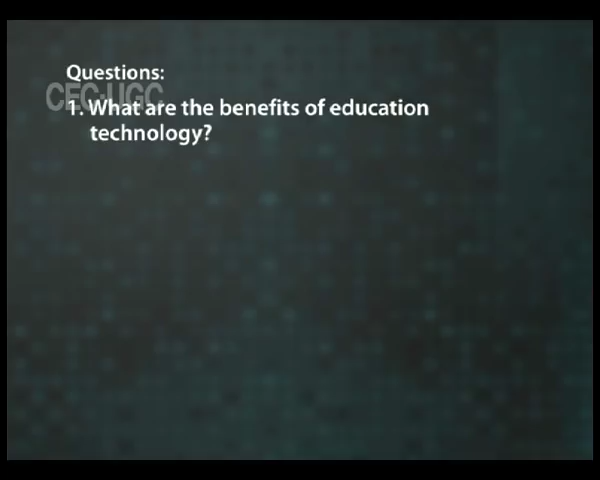 Questions:
CEC-UGC
1. What are the benefits of education
technology?